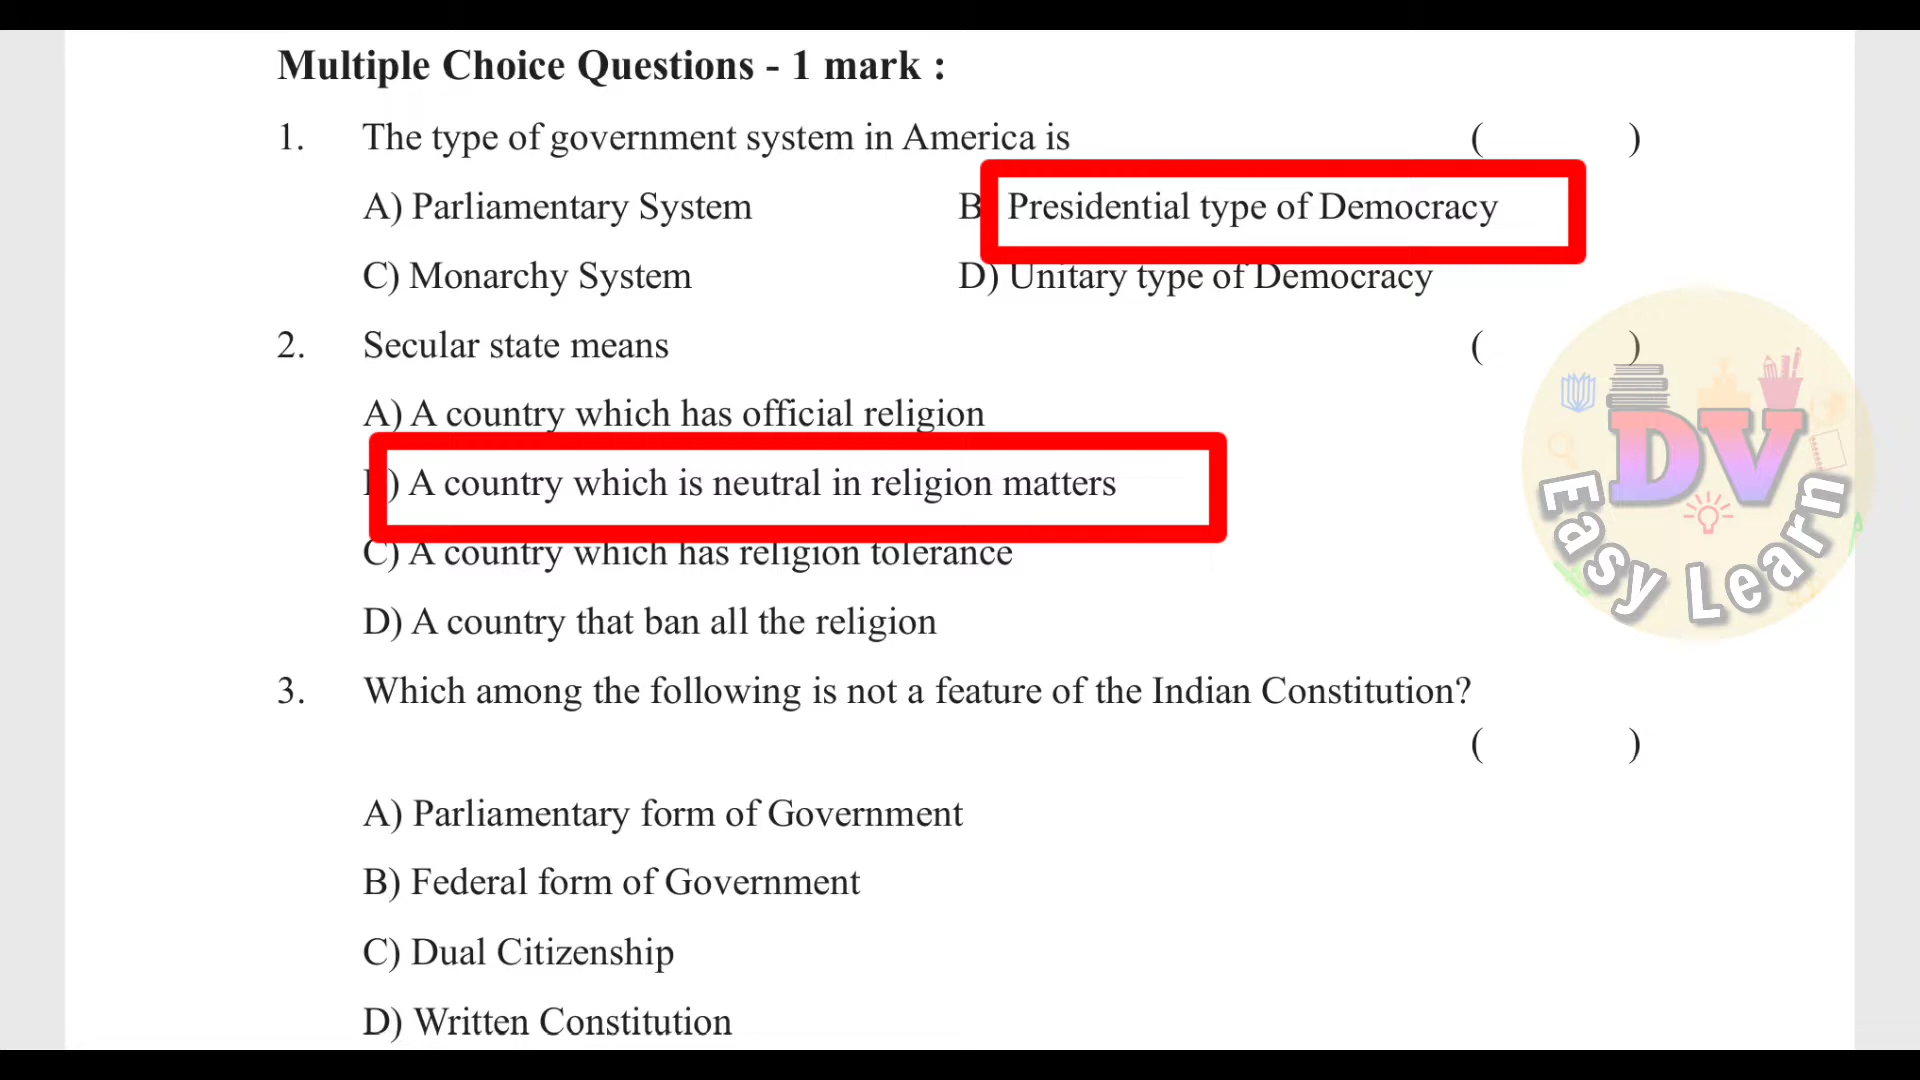 Multiple Choice Questions - 1 mark :
1. The type of government system in America is ( )
A) Parliamentary System B Presidential type of Democracy
C) Monarchy System D) Unitary type of Democracy
2. Secular state means ( )
A) A country which has official religion
) A country which is neutral in religion matters
C) A country which has religion tolerance
D) A country that ban all the religion
3. Which among the following is not a feature of the Indian Constitution?
( )
A) Parliamentary form of Government
B) Federal form of Government
C) Dual Citizenship
D) Written Constitution
DV
Easy Learn